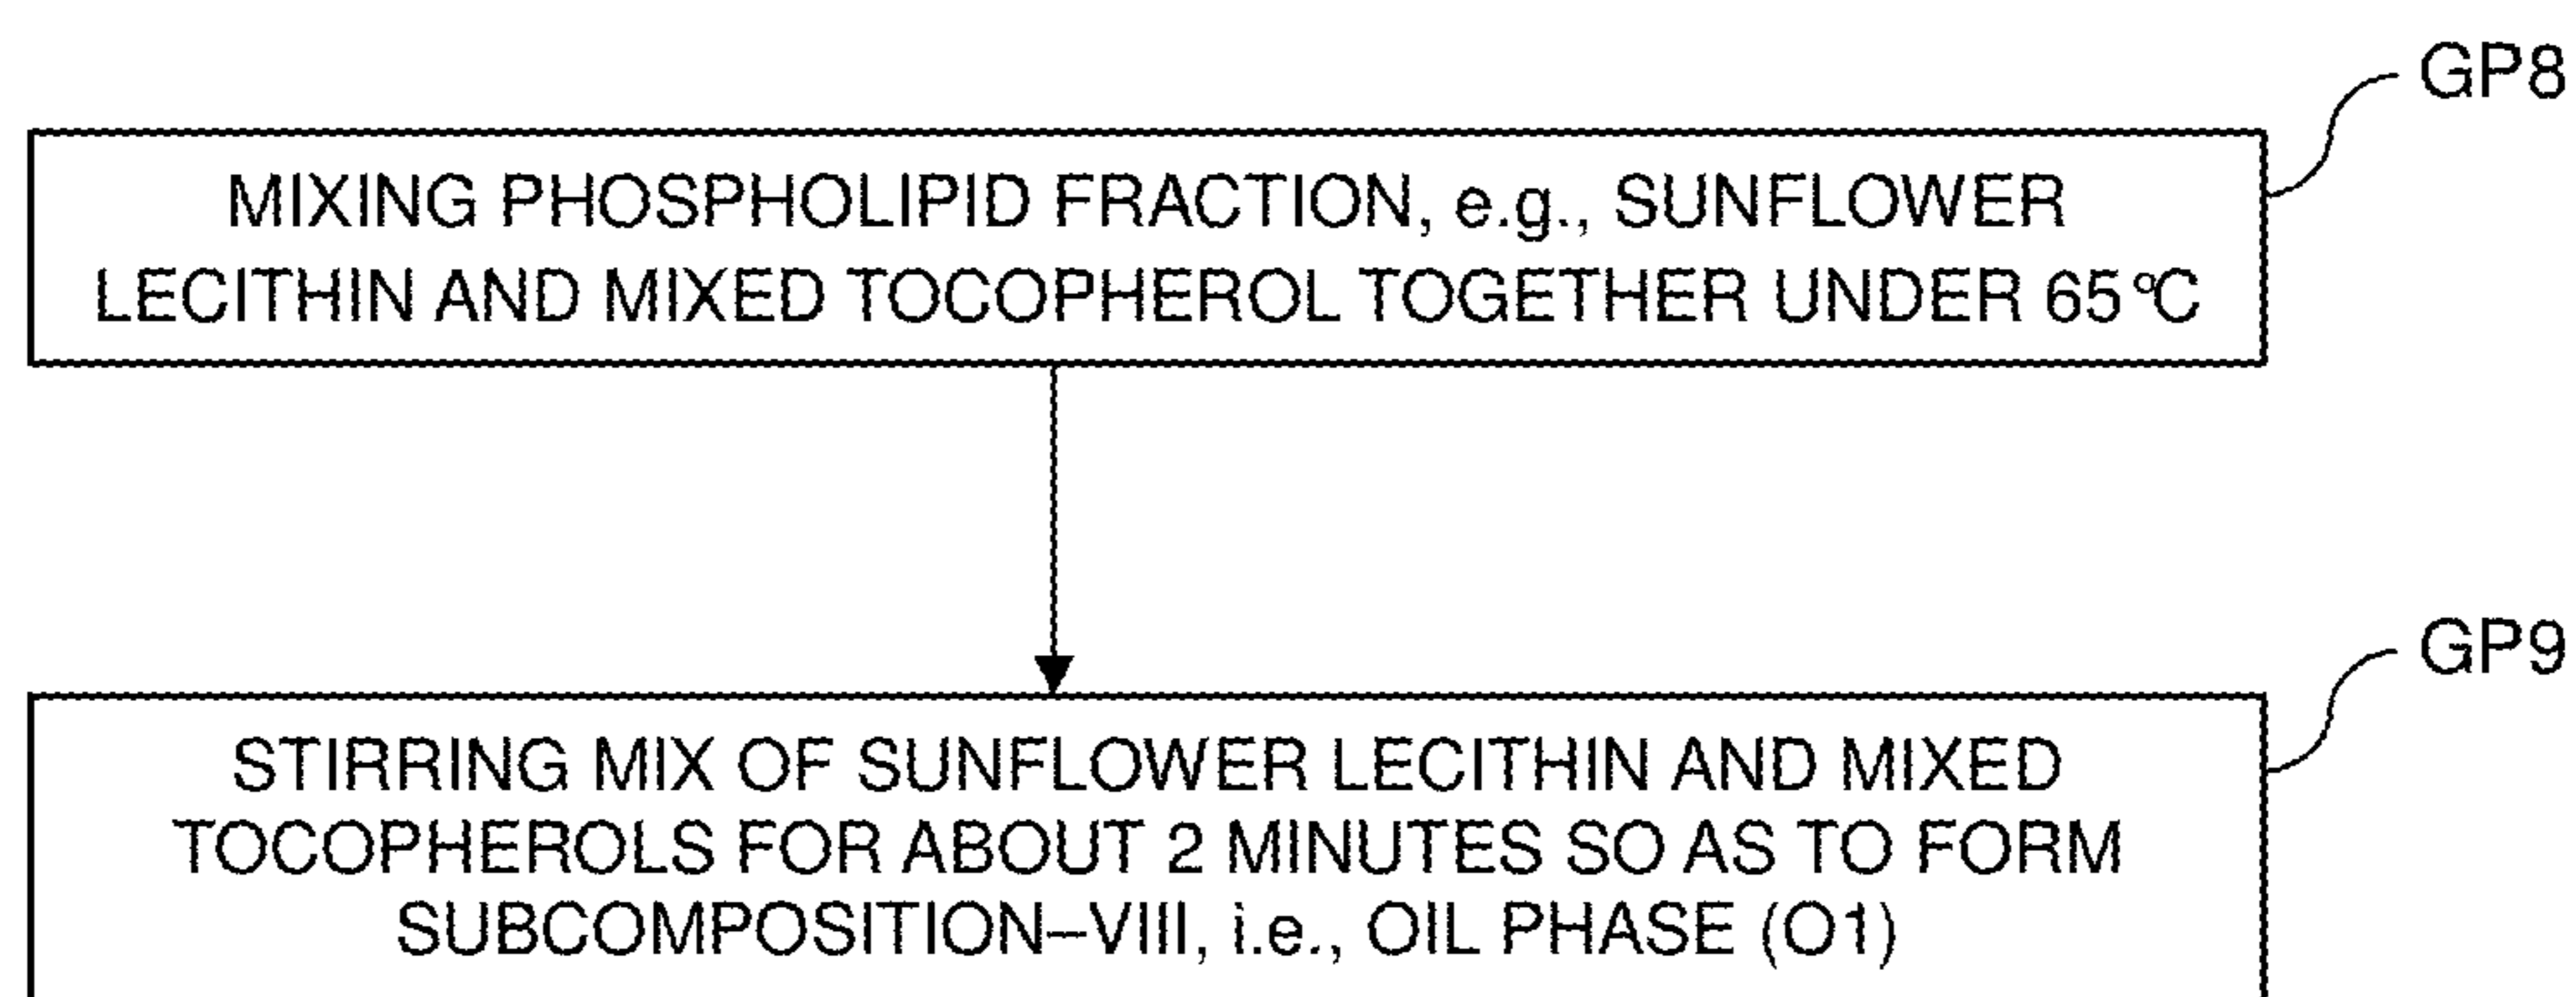 GP8
MIXING PHOSPHOLIPID FRACTION, e.g., SUNFLOWER
LECITHIN AND MIXED TOCOPHEROL TOGETHER UNDER 65°C
GP9
STIRRING MIX OF SUNFLOWER LECITHIN AND MIXED
TOCOPHEROLS FOR ABOUT 2 MINUTES SO AS TO FORM
SUBCOMPOSITION–VIII, i.e., OIL PHASE (O1)